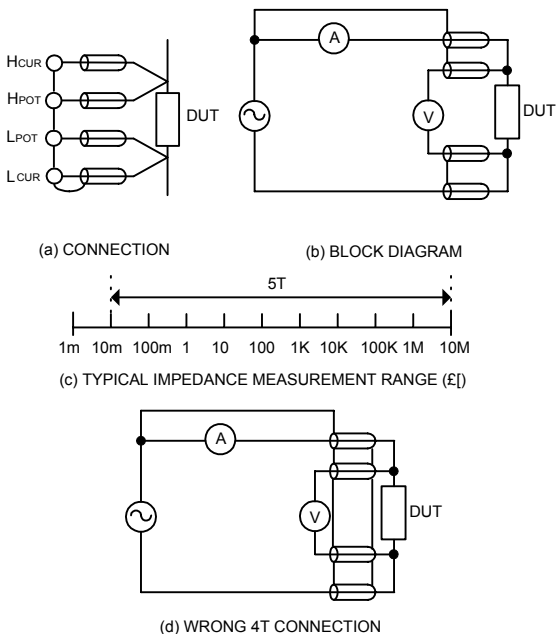 HCUR
HPOT
LPOT
LCUR
DUT
(a) CONNECTION
A
V
DUT
(b) BLOCK DIAGRAM
5T
1m 10m 100m 1 10 100 1K 10K 100K 1M 10M
(c) TYPICAL IMPEDANCE MEASUREMENT RANGE (£[)
A
V
DUT
(d) WRONG 4T CONNECTION